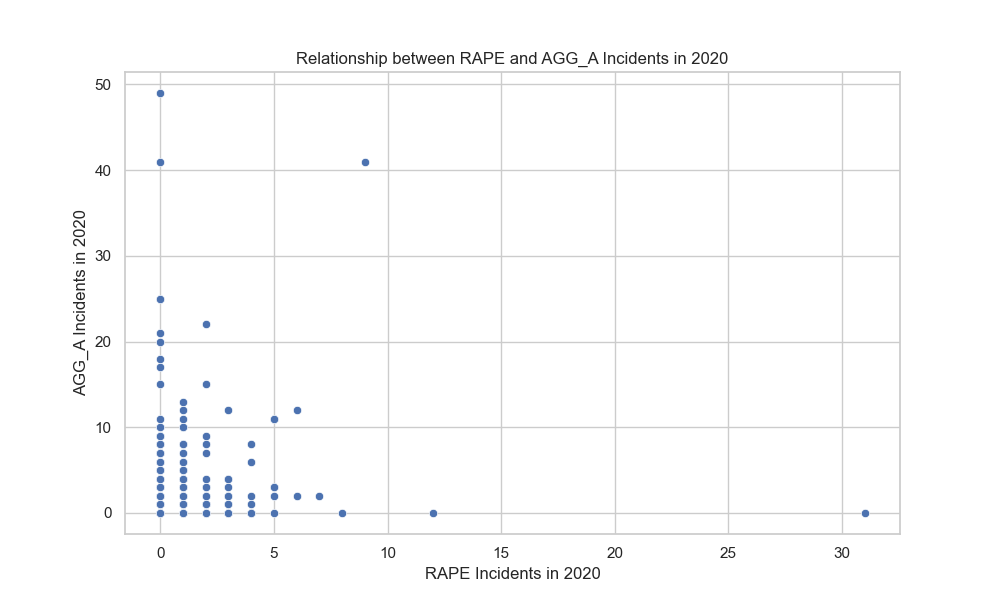 Relationship between RAPE and AGG_A Incidents in 2020
50
40
30
20
10
0
AGG_A Incidents in 2020
0 5 10 15 20 25 30
RAPE Incidents in 2020